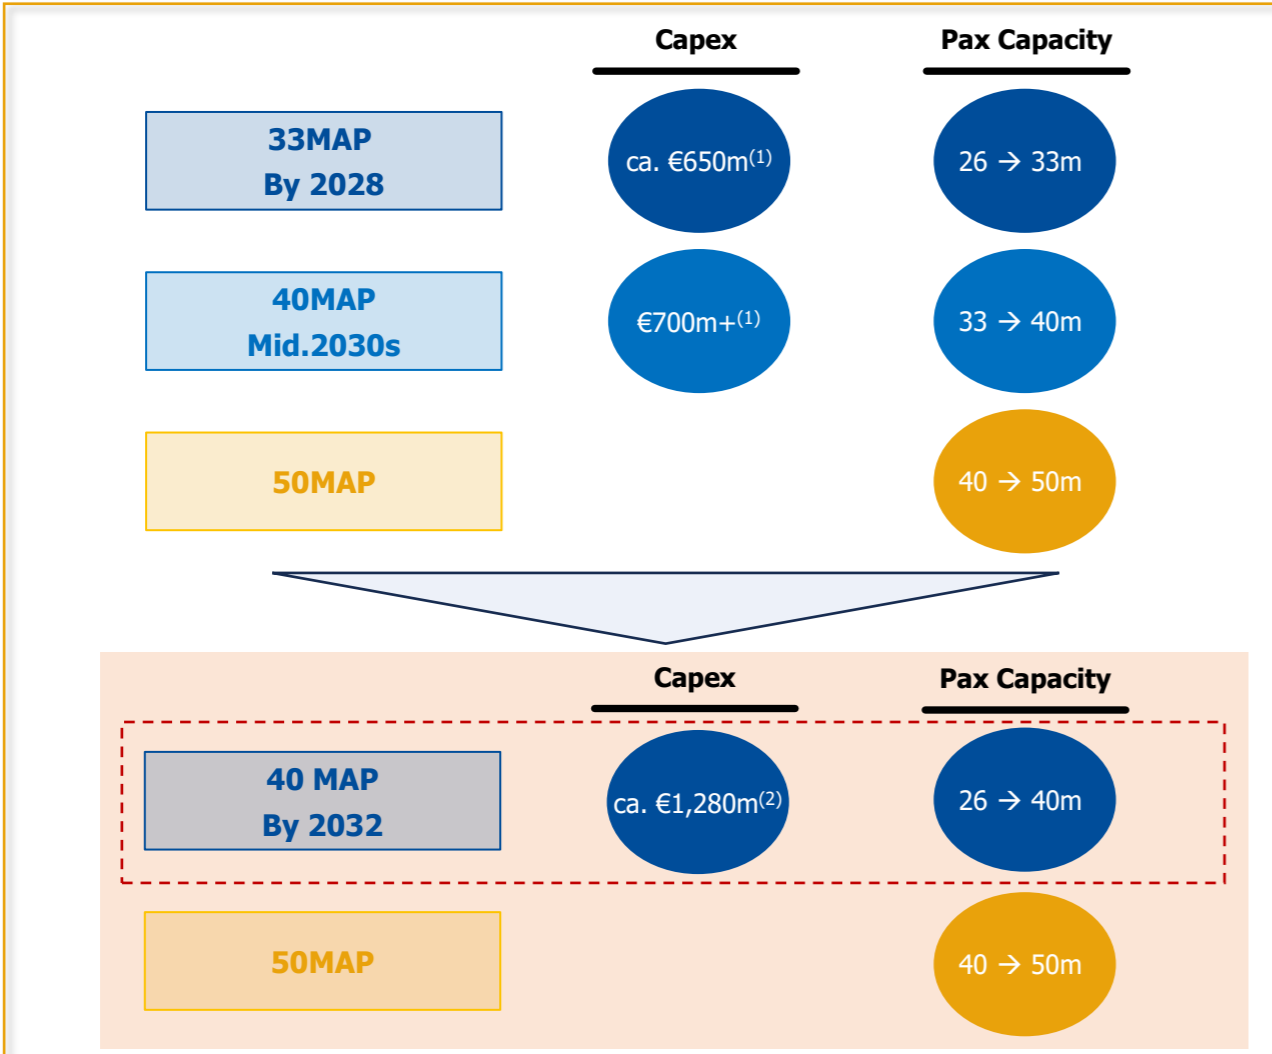 Capex Pax Capacity
33MAP
By 2028
ca. €650m(1)
26 → 33m
40MAP
Mid.2030s
€700m+(1)
33 → 40m
50MAP
40 → 50m
Capex Pax Capacity
40 MAP
By 2032
ca. €1,280m(2)
26 → 40m
50MAP
40 → 50m